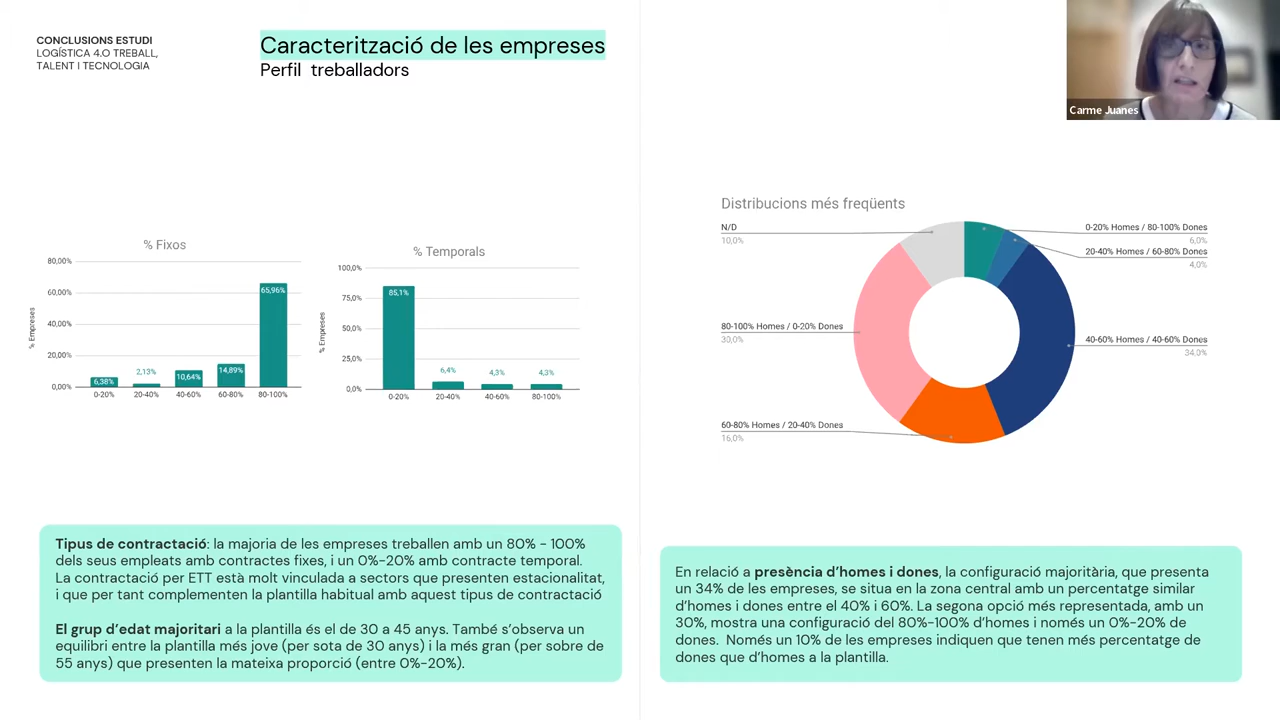 CONCLUSIONS ESTUDI
LOGÍSTICA 4.0 TREBALL,
TALENT I TECNOLOGIA
Caracterització de les empreses
Perfil treballadors
Carme Juanes
% Fixos
% Empreses
80,00%
60,00%
40,00%
20,00%
0,00%
6,38%
2,13%
10,64%
14,89%
65,96%
0-20%
20-40%
40-60%
60-80%
80-100%
% Temporals
% Empreses
100,0%
75,0%
50,0%
25,0%
0,0%
85,1%
6,4%
4,3%
4,3%
0-20%
20-40%
40-60%
80-100%
Distribucions més freqüents
N/D
10,0%
80-100% Homes / 0-20% Dones
30,0%
60-80% Homes / 20-40% Dones
16,0%
0-20% Homes / 80-100% Dones
6,0%
20-40% Homes / 60-80% Dones
4,0%
40-60% Homes / 40-60% Dones
34,0%
Tipus de contractació: la majoria de les empreses treballen amb un 80% - 100%
dels seus empleats amb contractes fixes, i un 0%-20% amb contracte temporal.
La contractació per ETT està molt vinculada a sectors que presenten estacionalitat,
i que per tant complementen la plantilla habitual amb aquest tipus de contractació
El grup d'edat majoritari a la plantilla és el de 30 a 45 anys. També s'observa un
equilibri entre la plantilla més jove (per sota de 30 anys) i la més gran (per sobre de
55 anys) que presenten la mateixa proporció (entre 0%-20%).
En relació a presència d'homes i dones, la configuració majoritària, que presenta
un 34% de les empreses, se situa en la zona central amb un percentatge similar
d'homes i dones entre el 40% i 60%. La segona opció més representada, amb un
30%, mostra una configuració del 80%-100% d'homes i només un 0%-20% de
dones. Només un 10% de les empreses indiquen que tenen més percentatge de
dones que d'homes a la plantilla.